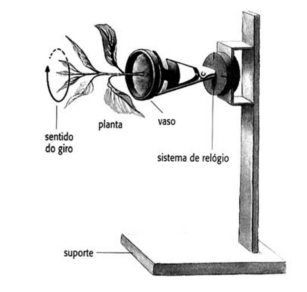 planta
vaso
sentido
do giro
sistema de relógio
suporte